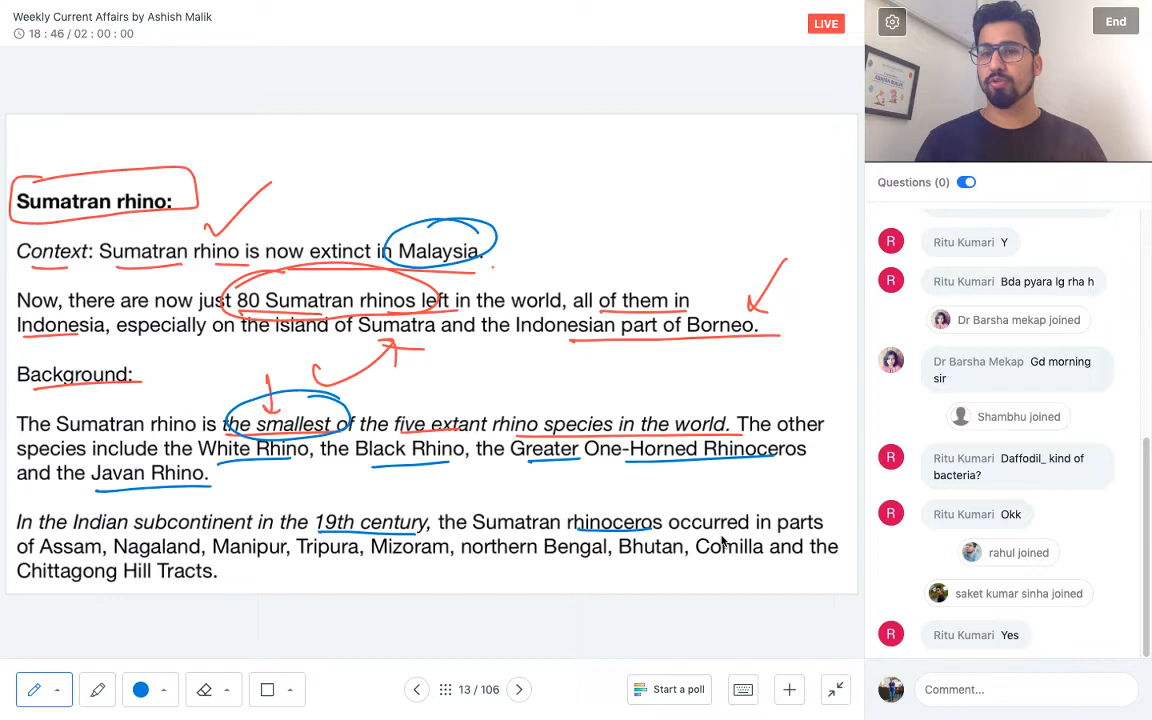 Weekly Current Affairs by Ashish Malik
18 : 46 / 02 : 00 : 00
LIVE
End
Sumatran rhino:
Context: Sumatran rhino is now extinct in Malaysia.
Now, there are now just 80 Sumatran rhinos left in the world, all of them in
Indonesia, especially on the island of Sumatra and the Indonesian part of Borneo.
Background:
The Sumatran rhino is the smallest of the five extant rhino species in the world. The other
species include the White Rhino, the Black Rhino, the Greater One-Horned Rhinoceros
and the Javan Rhino.
In the Indian subcontinent in the 19th century, the Sumatran rhinoceros occurred in parts
of Assam, Nagaland, Manipur, Tripura, Mizoram, northern Bengal, Bhutan, Comilla and the
Chittagong Hill Tracts.
Questions (0)
R
Ritu Kumari Y
R
Ritu Kumari Bda pyara lg rha h
Dr Barsha mekap joined
Dr Barsha Mekap Gd morning
sir
Shambhu joined
R
Ritu Kumari Daffodil_ kind of
bacteria?
R
Ritu Kumari Okk
rahul joined
saket kumar sinha joined
R
Ritu Kumari Yes
13 / 106
Start a poll
Comment...